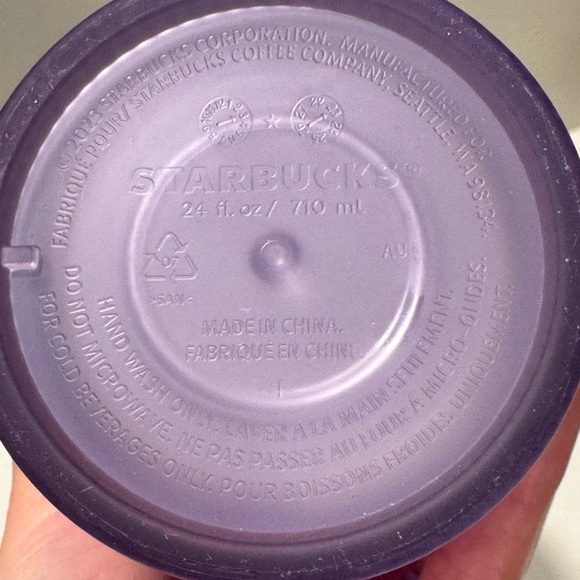 © 2023 STARBUCKS CORPORATION. MANUFACTURED FOR
FABRIQUÉ POUR/ STARBUCKS COFFEE COMPANY, SEATTLE, WA 98134.
STARBUCKS
24 fl. oz/ 710 mL
07
>SAN<
AU
MADE IN CHINA.
FABRIQUÉ EN CHINE.
HAND WASH ONLY. LAVER À LA MAIN SEULEMENT.
DO NOT MICROWAVE. NE PAS PASSER AU FOUR À MICRO-ONDES.
FOR COLD BEVERAGES ONLY. POUR BOISSONS FROIDES UNIQUEMENT.